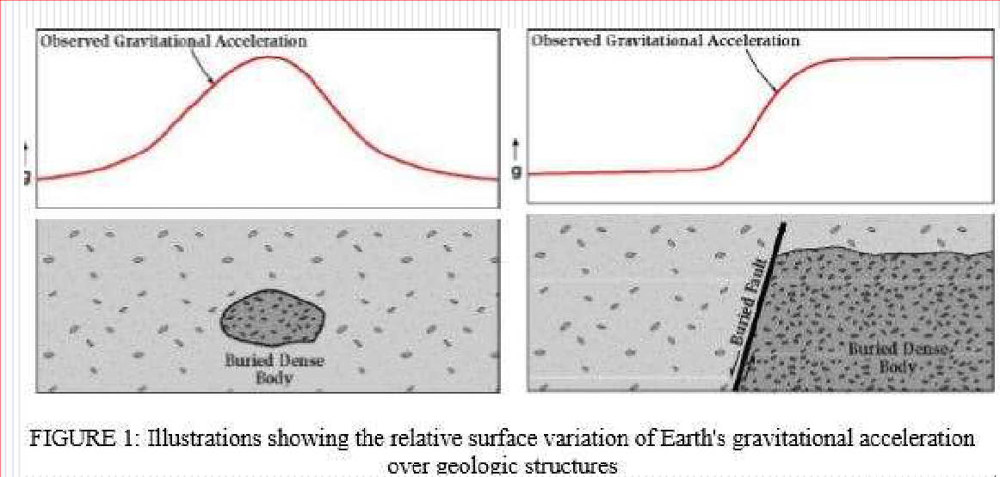 Observed Gravitational Acceleration
g
Buried Dense
Body
Observed Gravitational Acceleration
g
Buried Fault
Buried Dense
Body
FIGURE 1: Illustrations showing the relative surface variation of Earth's gravitational acceleration
over geologic structures